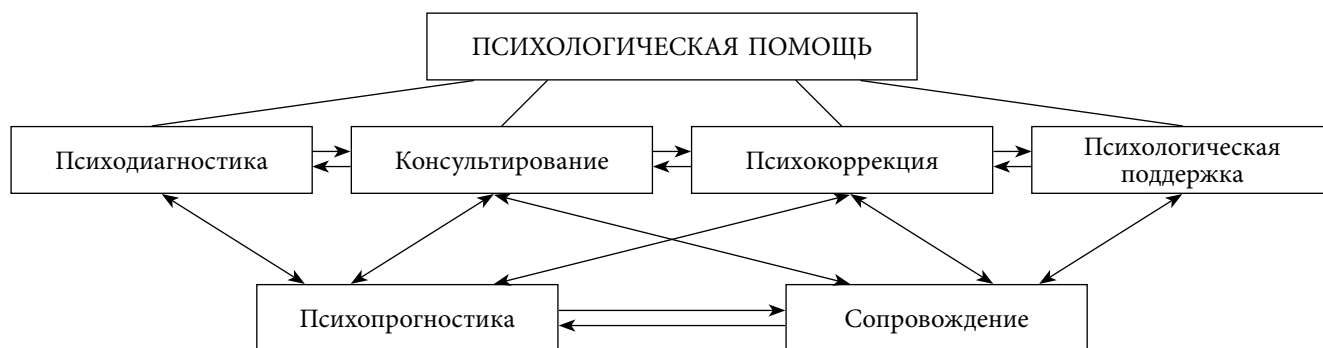 ПСИХОЛОГИЧЕСКАЯ ПОМОЩЬ
Психодиагностика
Консультирование
Психокоррекция
Психологическая
поддержка
Психопрогностика
Сопровождение